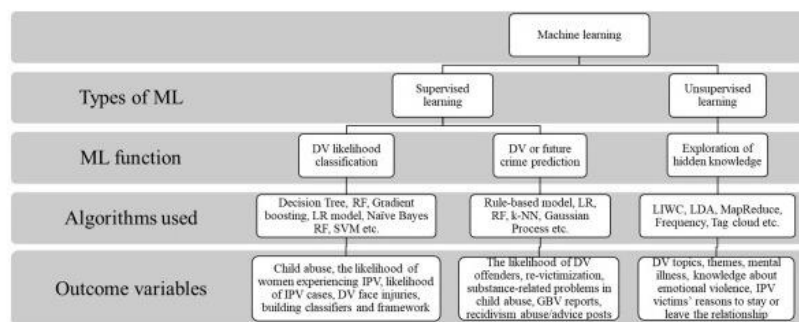 Machine learning
Types of ML
Supervised
learning
Unsupervised
learning
ML function
DV likelihood
classification
DV or future
crime prediction
Exploration of
hidden knowledge
Algorithms used
Decision Tree, RF, Gradient
boosting, LR model, Naïve Bayes
RF, SVM etc.
Rule-based model, LR,
RF, k-NN, Gaussian
Process etc.
LIWC, LDA, MapReduce,
Frequency, Tag cloud etc.
Outcome variables
Child abuse, the likelihood of
women experiencing IPV, likelihood
of IPV cases, DV face injuries,
building classifiers and framework
The likelihood of DV
offenders, re-victimization,
substance-related problems in
child abuse, GBV reports,
recidivism abuse/advice posts
DV topics, themes, mental
illness, knowledge about
emotional violence, IPV
victims' reasons to stay or
leave the relationship